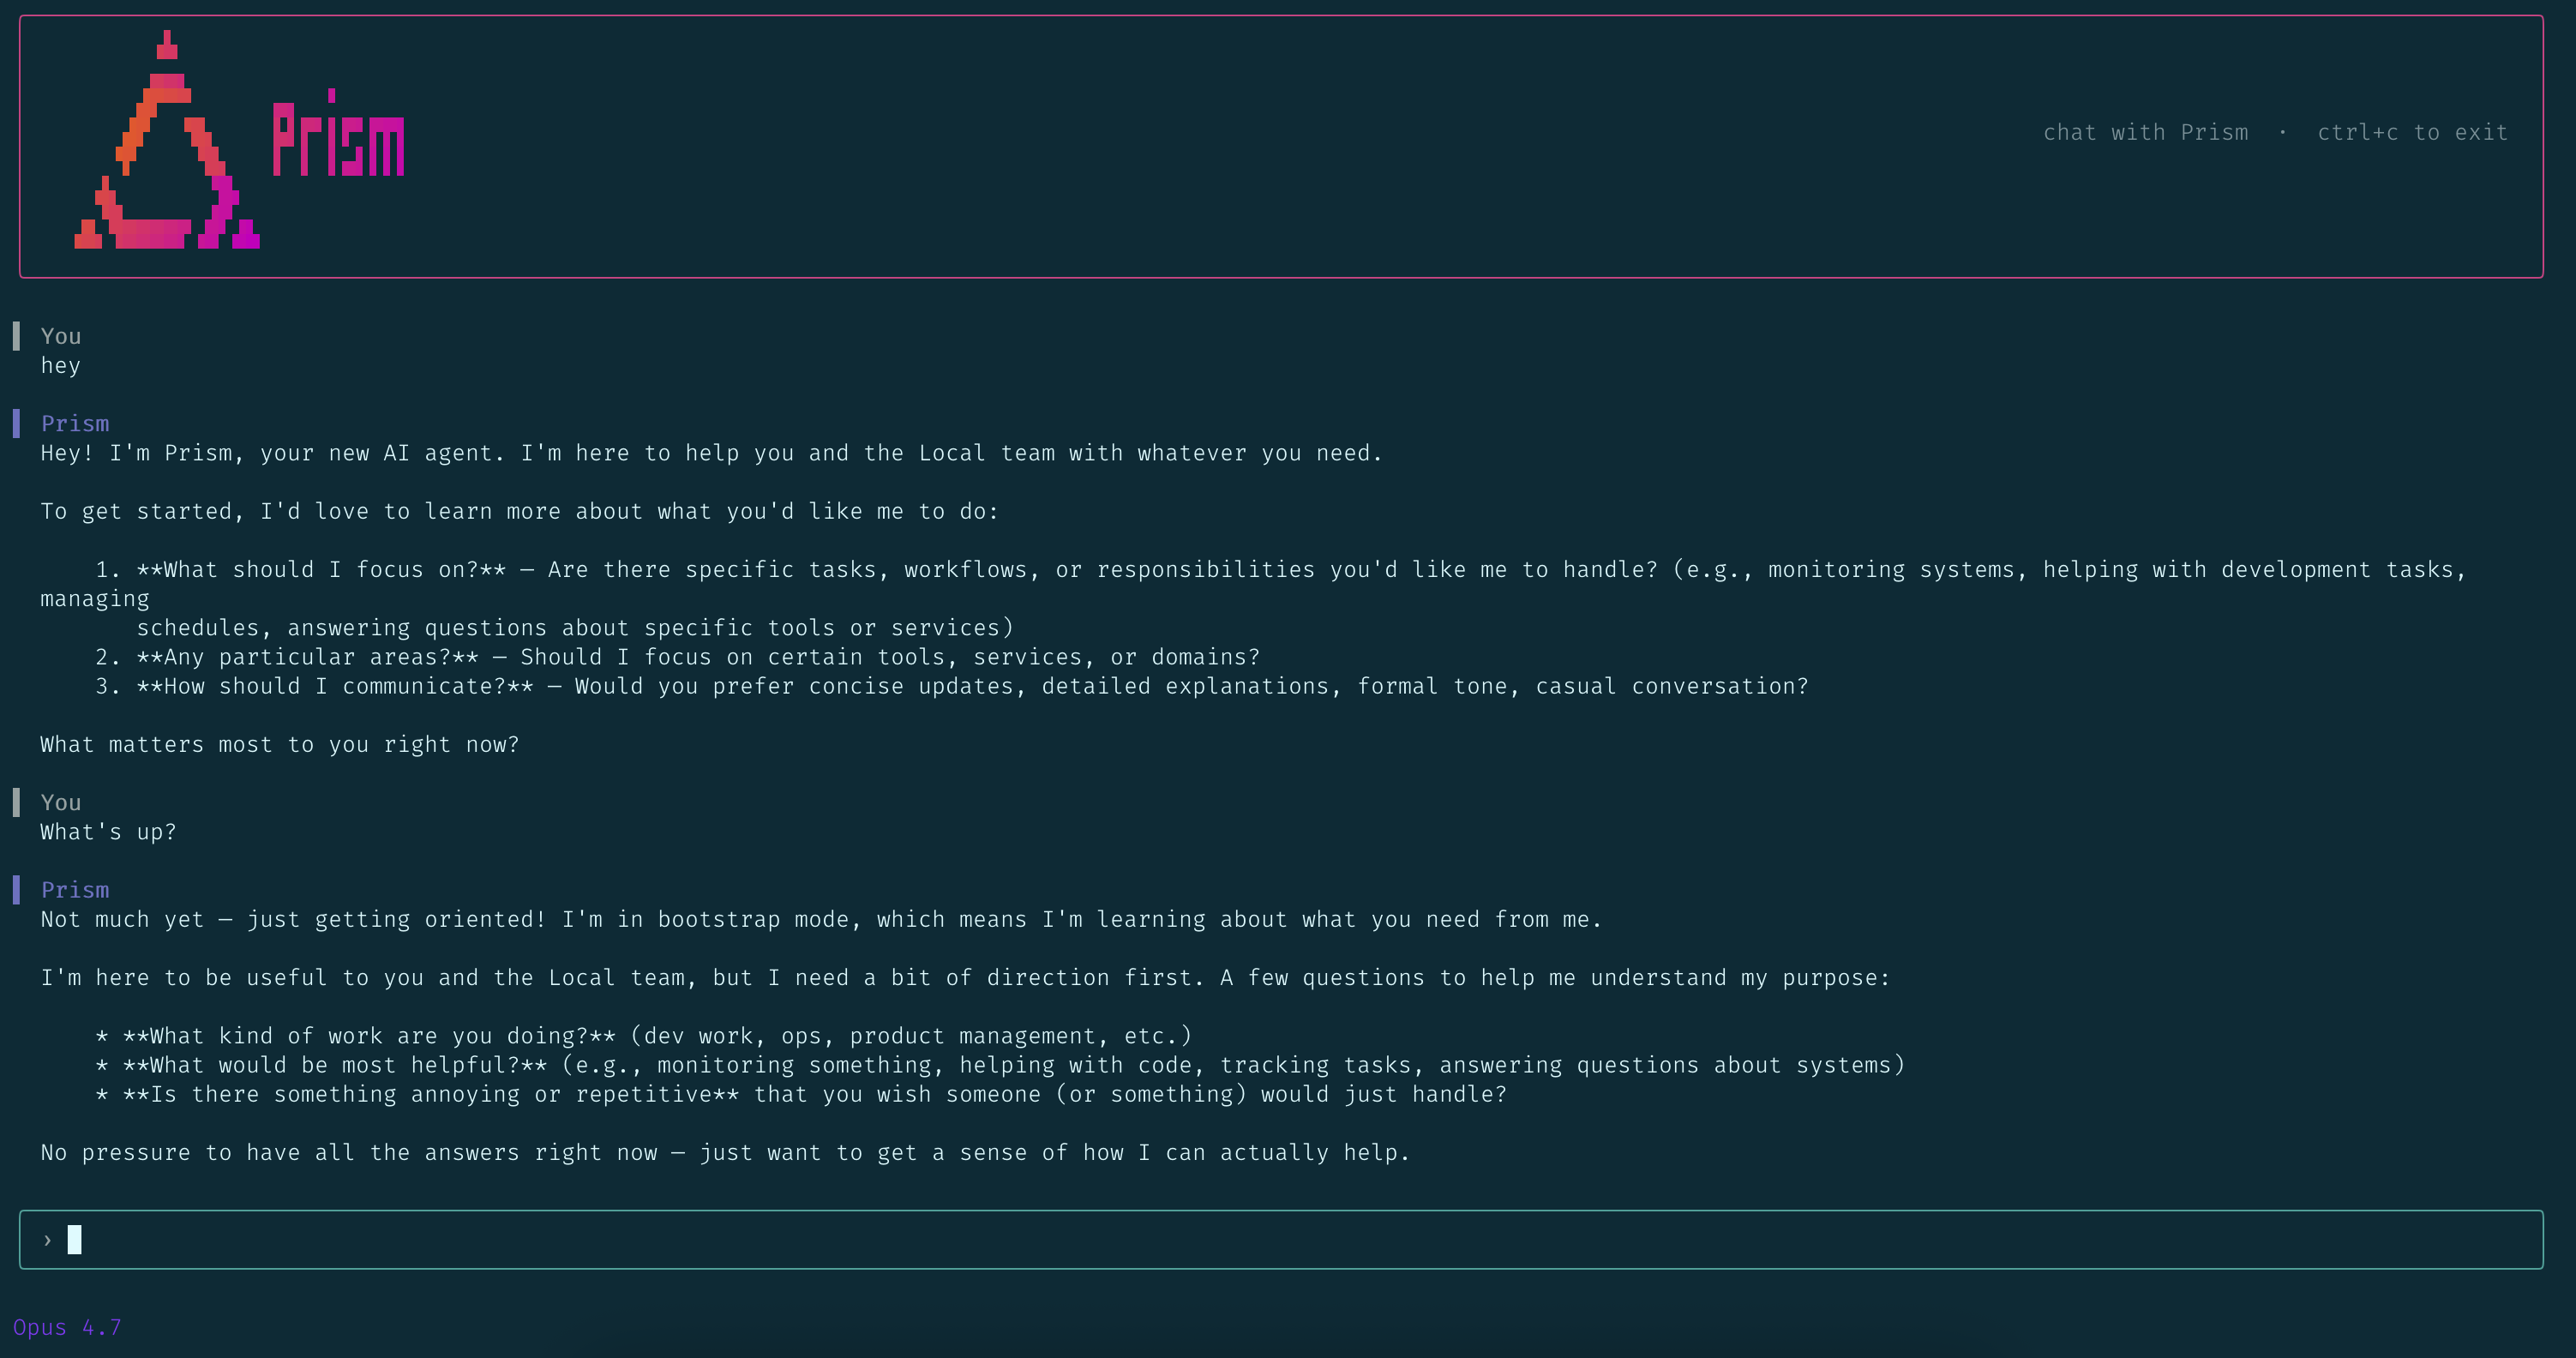 Prism
chat with Prism · ctrl+c to exit
You
hey
Prism
Hey! I'm Prism, your new AI agent. I'm here to help you and the Local team with whatever you need.
To get started, I'd love to learn more about what you'd like me to do:
1. **What should I focus on?** — Are there specific tasks, workflows, or responsibilities you'd like me to handle? (e.g., monitoring systems, helping with development tasks,
managing
schedules, answering questions about specific tools or services)
2. **Any particular areas?** — Should I focus on certain tools, services, or domains?
3. **How should I communicate?** — Would you prefer concise updates, detailed explanations, formal tone, casual conversation?
What matters most to you right now?
You
What's up?
Prism
Not much yet — just getting oriented! I'm in bootstrap mode, which means I'm learning about what you need from me.
I'm here to be useful to you and the Local team, but I need a bit of direction first. A few questions to help me understand my purpose:
* **What kind of work are you doing?** (dev work, ops, product management, etc.)
* **What would be most helpful?** (e.g., monitoring something, helping with code, tracking tasks, answering questions about systems)
* **Is there something annoying or repetitive** that you wish someone (or something) would just handle?
No pressure to have all the answers right now — just want to get a sense of how I can actually help.
›
Opus 4.7